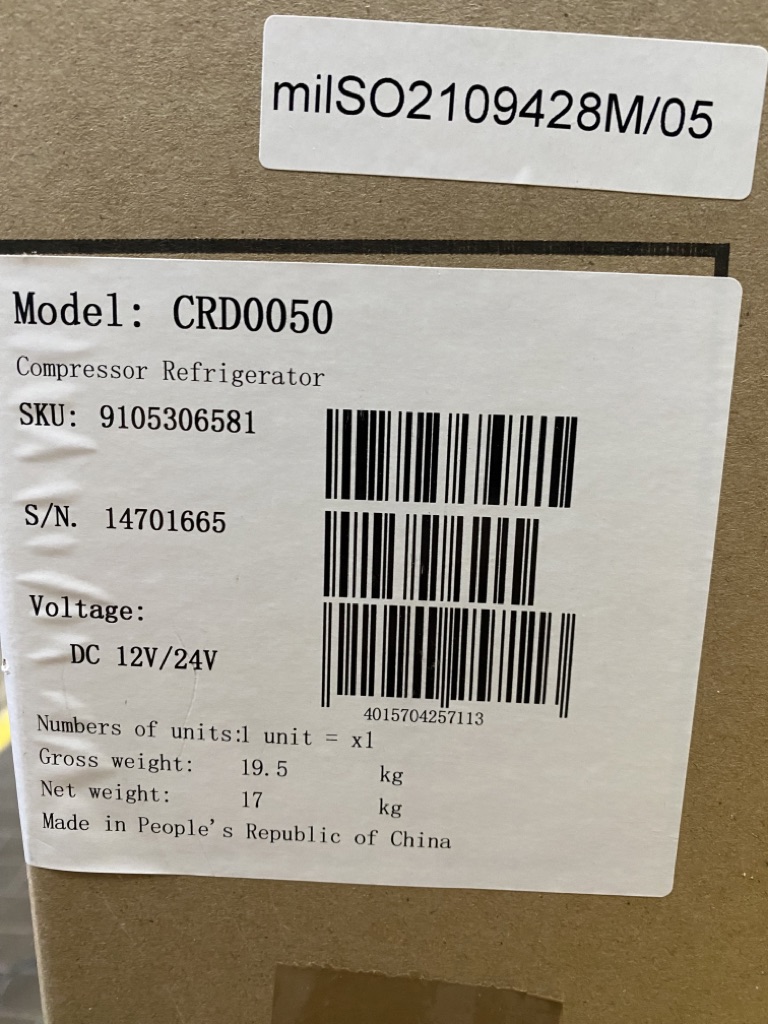 milSO2109428M/05
Model: CRD0050
Compressor Refrigerator
SKU: 9105306581
S/N. 14701665
Voltage:
DC 12V/24V
4015704257113
Numbers of units:1 unit = x1
Gross weight: 19.5 kg
Net weight: 17 kg
Made in People's Republic of China